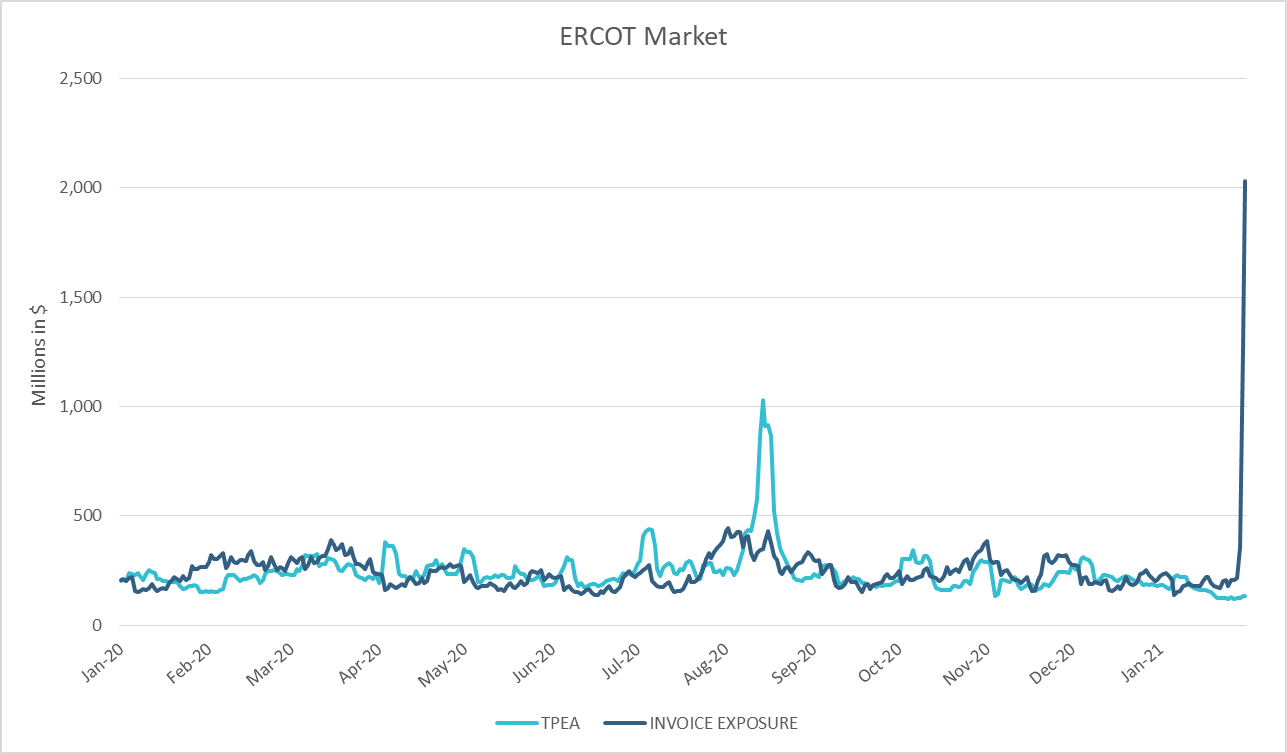 ERCOT Market
Millions in $
2,500
2,000
1,500
1,000
500
0
Jan-20
Feb-20
Mar-20
Apr-20
May-20
Jun-20
Jul-20
Aug-20
Sep-20
Oct-20
Nov-20
Dec-20
Jan-21
TPEA INVOICE EXPOSURE